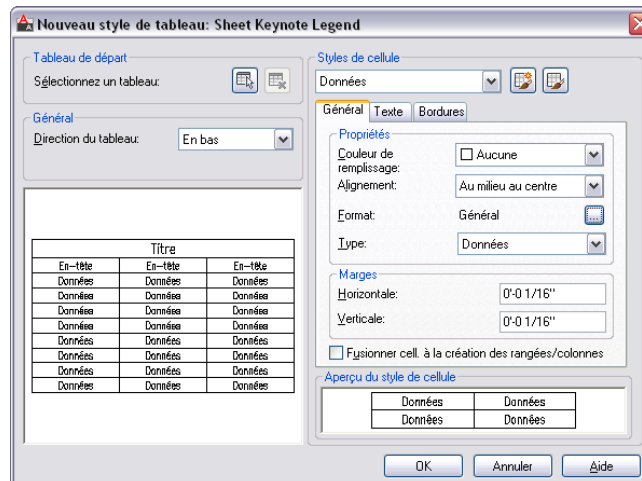 Nouveau style de tableau: Sheet Keynote Legend
Tableau de départ
Sélectionnez un tableau:
Général
Direction du tableau: En bas
Titre
En-tête En-tête En-tête
Données Données Données
Données Données Données
Données Données Données
Données Données Données
Données Données Données
Données Données Données
Données Données Données
Données Données Données
Styles de cellule
Données
Général Texte Bordures
Propriétés
Couleur de remplissage: Aucune
Alignement: Au milieu au centre
Format: Général ...
Type: Données
Marges
Horizontale: 0'-0 1/16"
Verticale: 0'-0 1/16"
Fusionner cell. à la création des rangées/colonnes
Aperçu du style de cellule
Données Données
Données Données
OK Annuler Aide